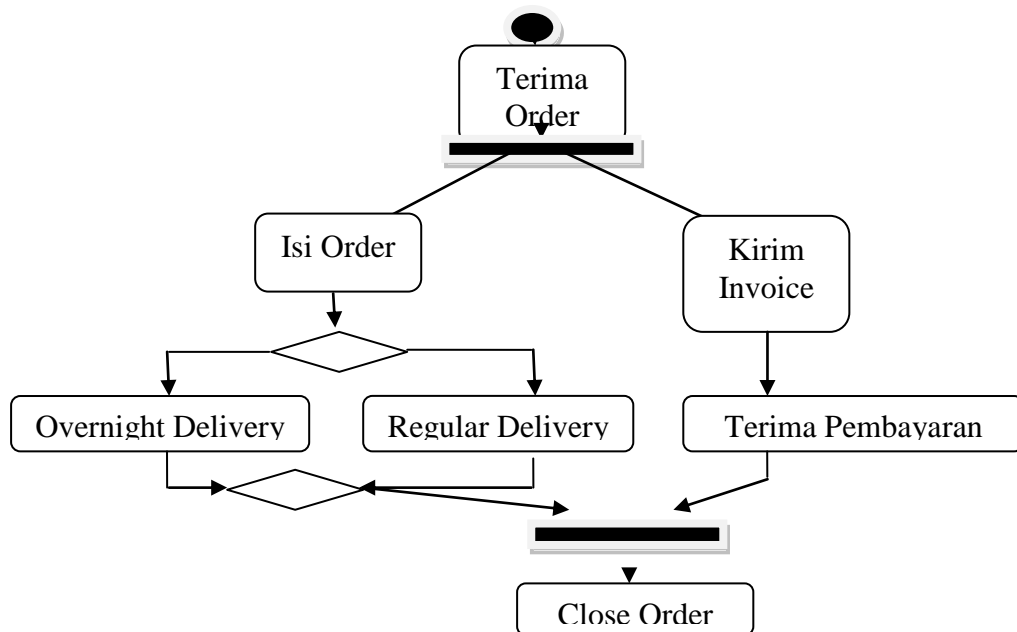 Terima
Order
Isi Order
Kirim
Invoice
Overnight Delivery
Regular Delivery
Terima Pembayaran
Close Order